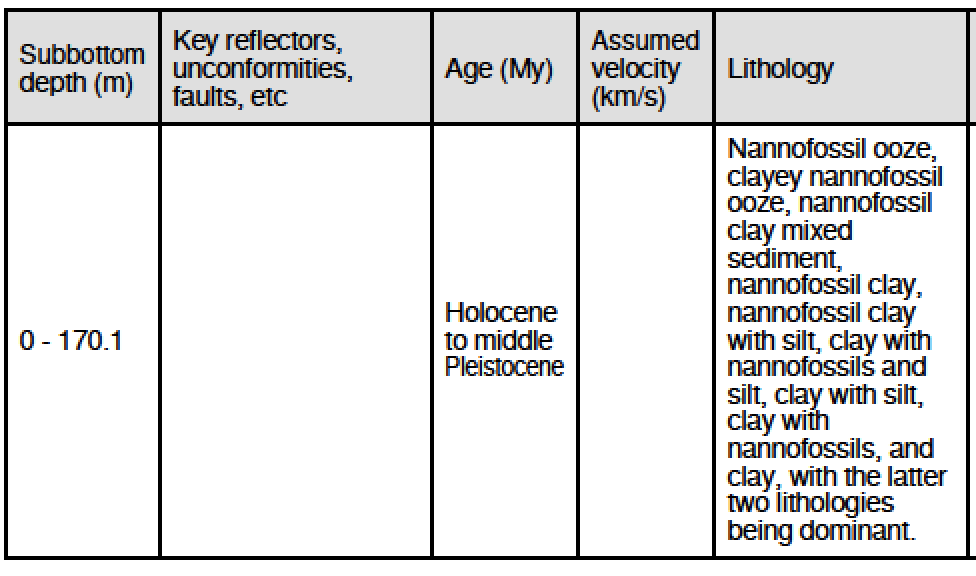 Subbottom
depth (m)
Key reflectors,
unconformities,
faults, etc
Age (My)
Assumed
velocity
(km/s)
Lithology
0 - 170.1
Holocene
to middle
Pleistocene
Nannofossil ooze,
clayey nannofossil
ooze, nannofossil
clay mixed
sediment,
nannofossil clay,
nannofossil clay
with silt, clay with
nannofossils and
silt, clay with silt,
clay with
nannofossils, and
clay, with the latter
two lithologies
being dominant.